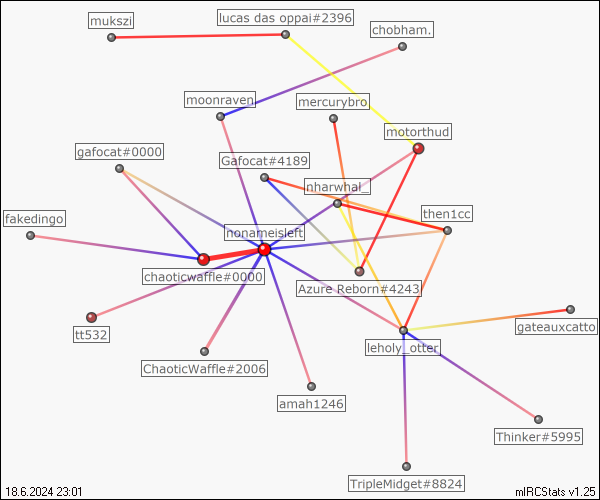 lucas das oppai#2396
mukszi
chobham.
moonraven
mercurybro
motorthud
gafocat#0000
Gafocat#4189
nharwhal_
fakedingo
then1cc
nonameisleft
chaoticwaffle#0000
Azure Reborn#4243
tt532
gateauxcatto
leholy_otter
ChaoticWaffle#2006
amah1246
Thinker#5995
TripleMidget#8824
18.6.2024 23:01
mIRCStats v1.25